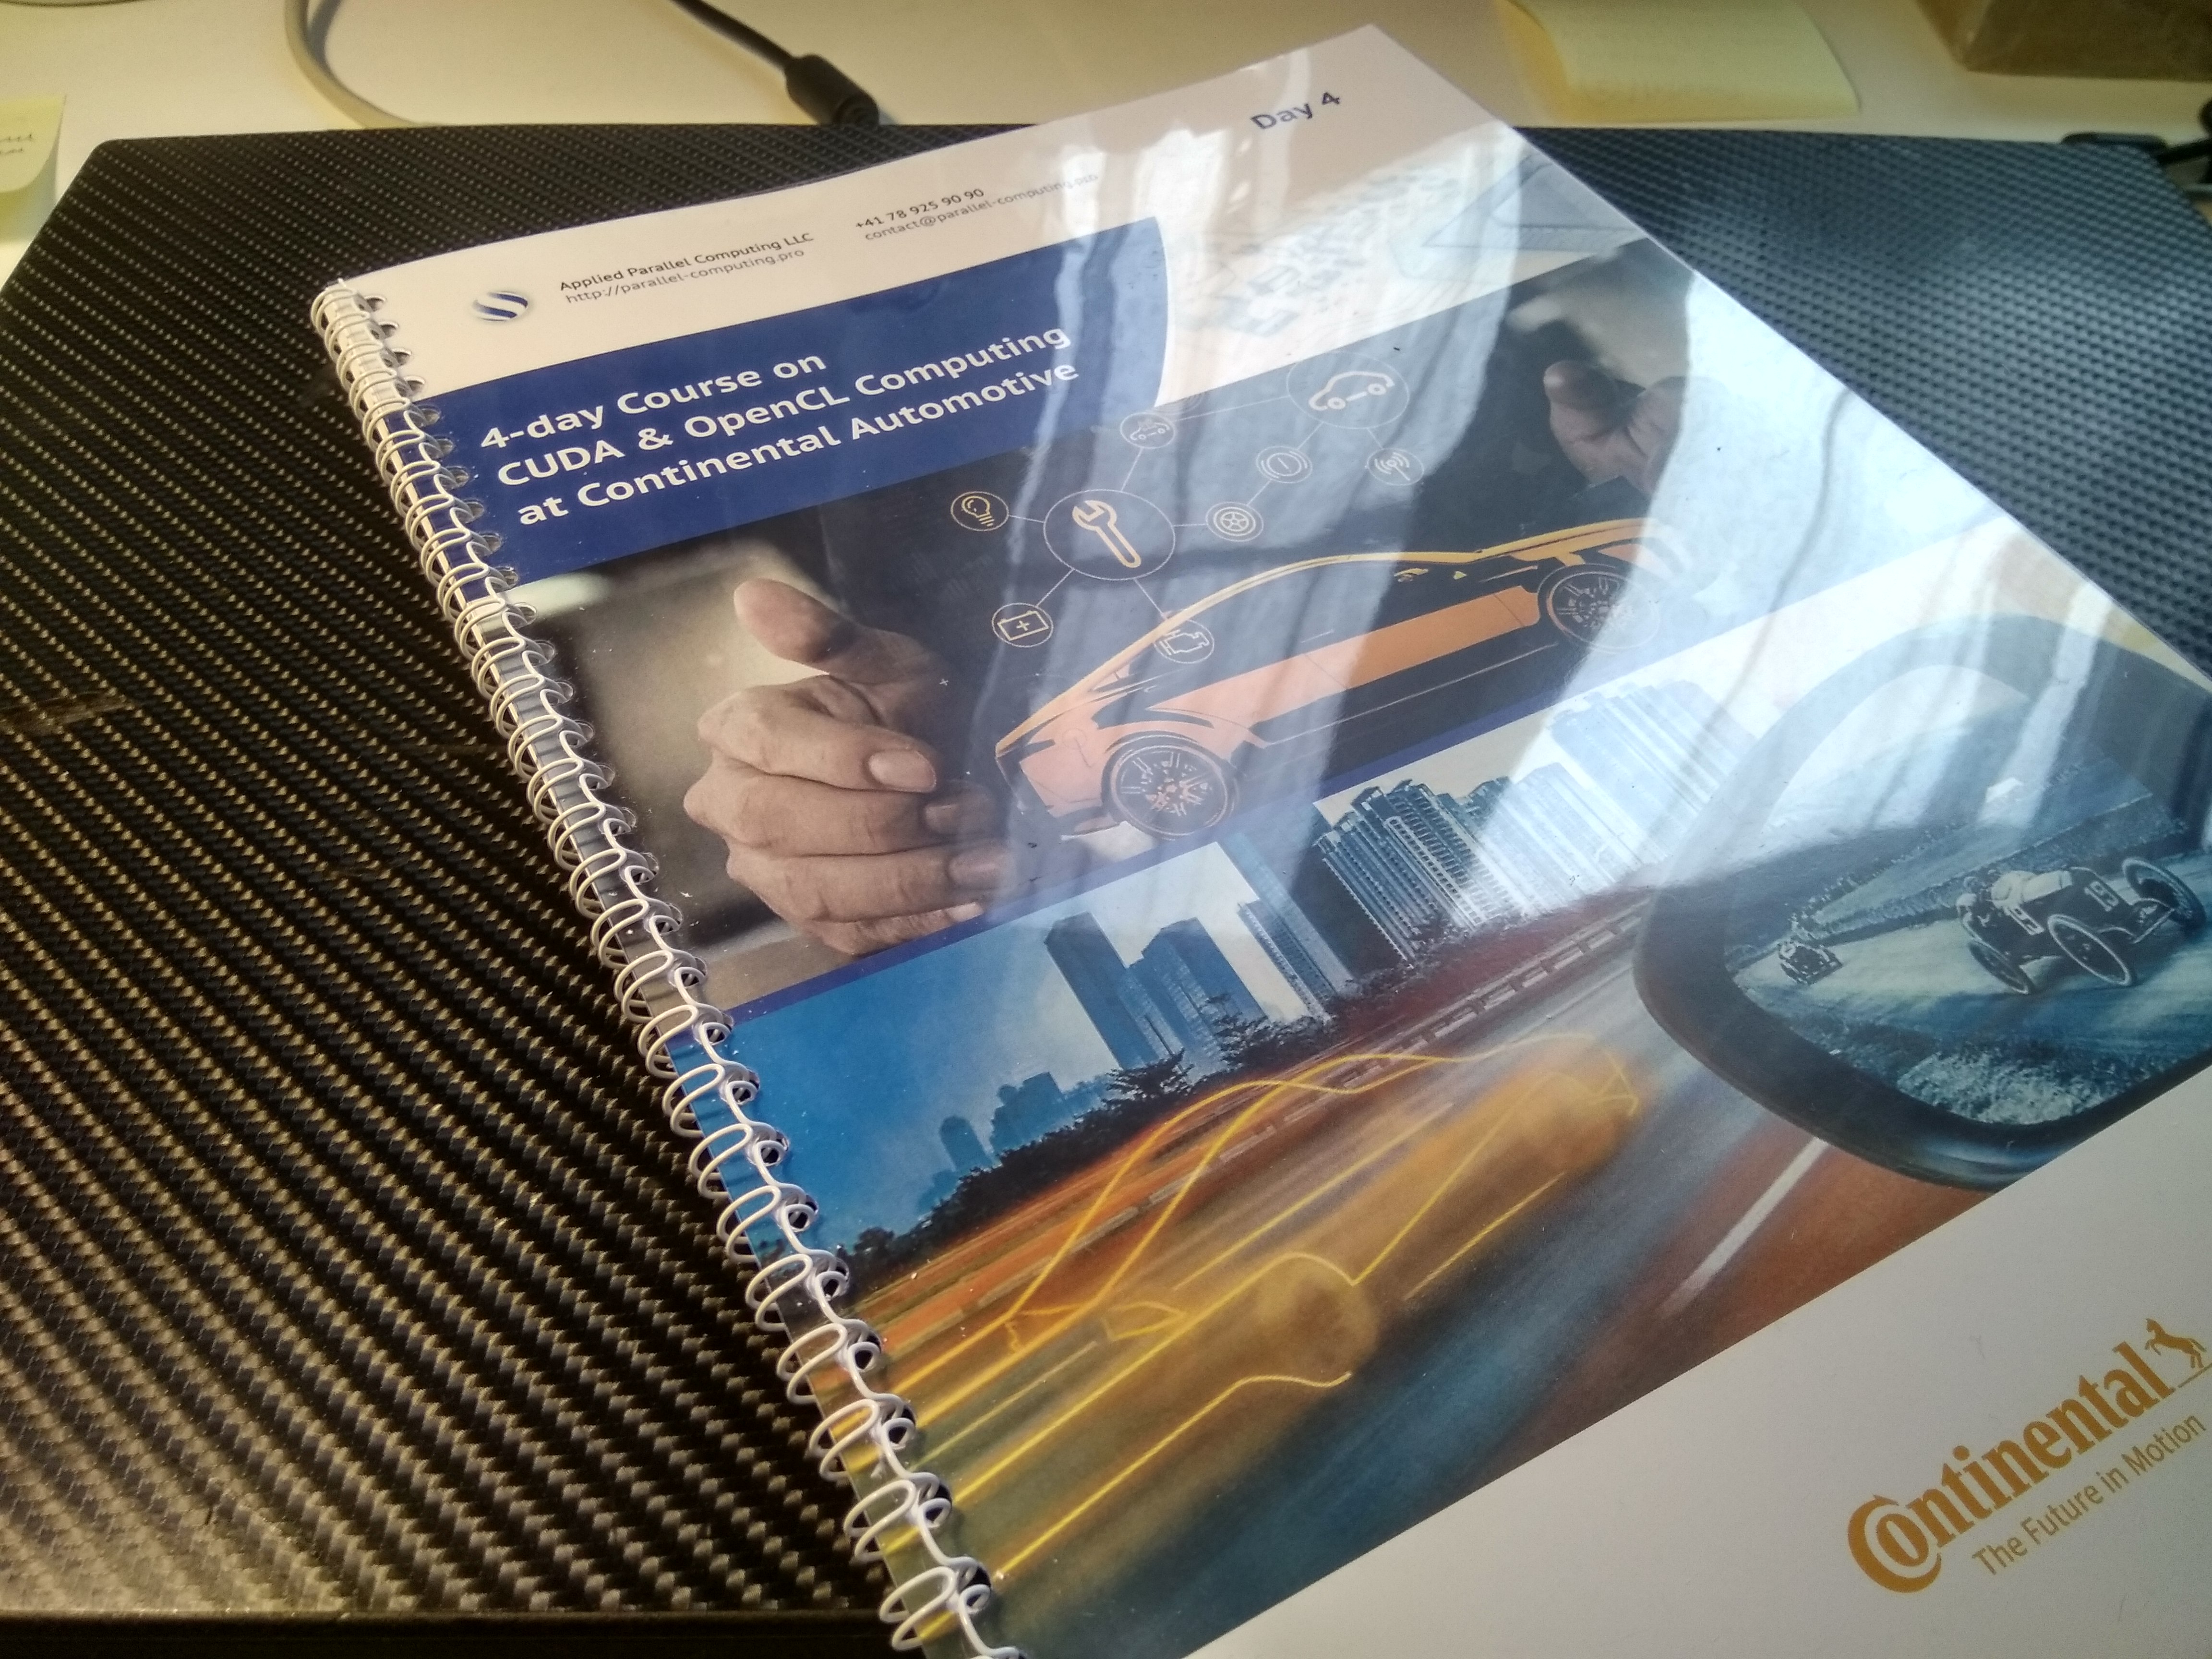 Day 4
Applied Parallel Computing LLC
http://parallel-computing.pro
+41 78 925 90 90
contact@parallel-computing.pro
4-day Course on
CUDA & OpenCL Computing
at Continental Automotive
19
Continental
The Future in Motion